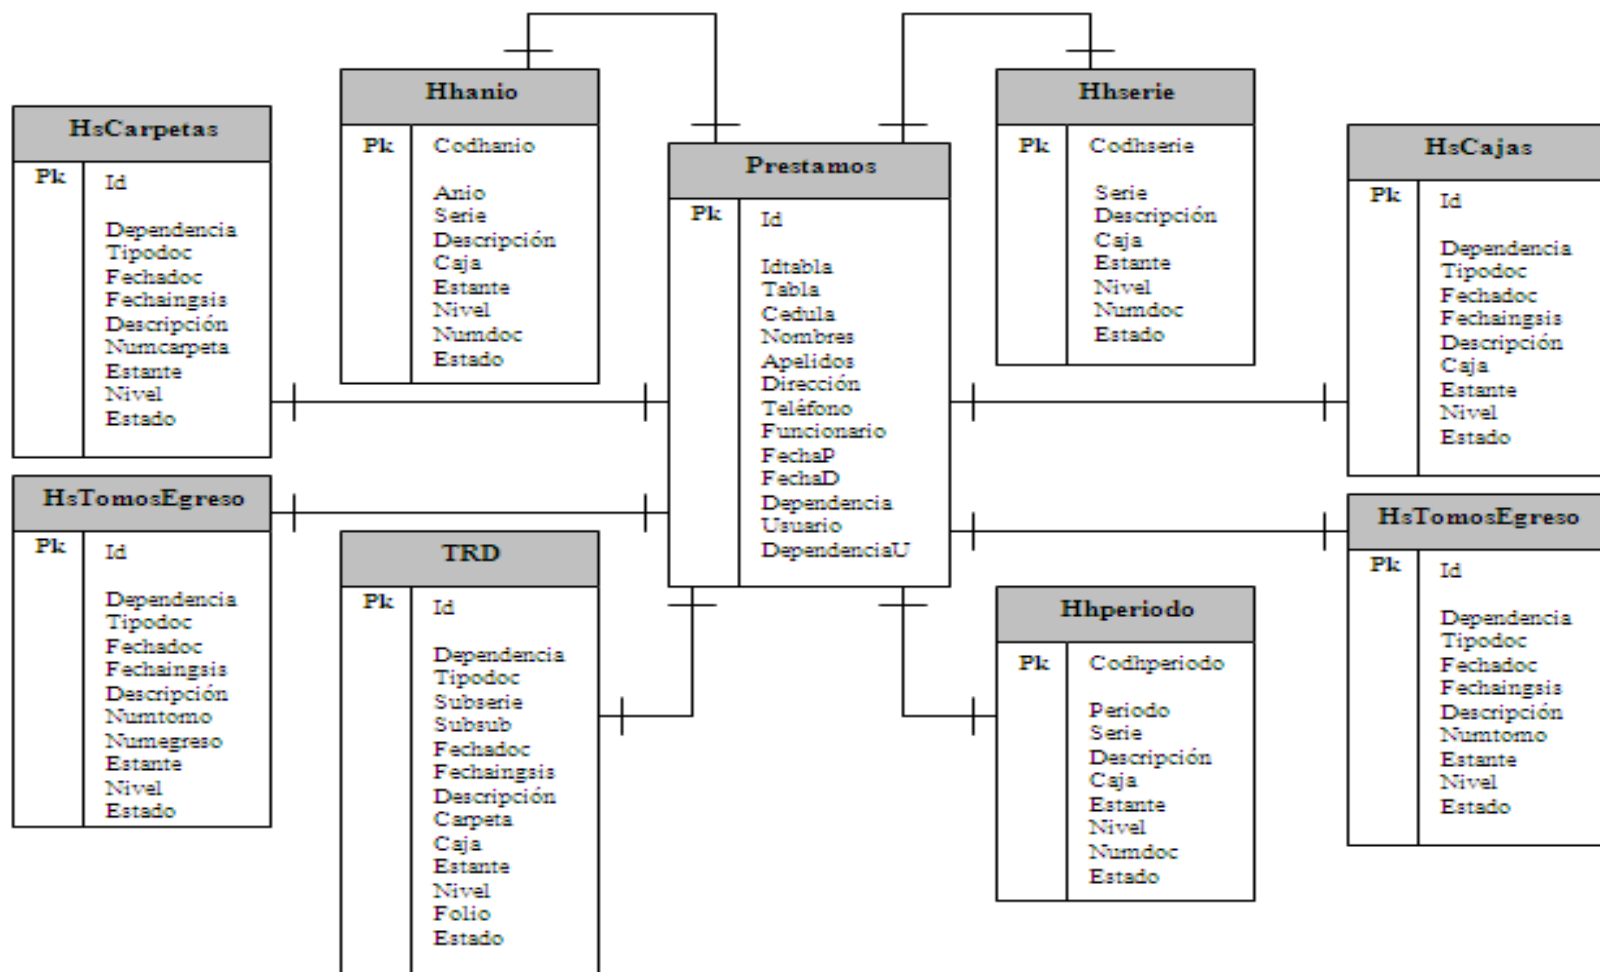 HsCarpetas
Pk Id
Dependencia
Tipodoc
Fechadoc
Fechaingsis
Descripción
Numcarpeta
Estante
Nivel
Estado
Hhanio
Pk Codhanio
Anio
Serie
Descripción
Caja
Estante
Nivel
Numdoc
Estado
Prestamos
Pk Id
Idtabla
Tabla
Cedula
Nombres
Apelidos
Dirección
Teléfono
Funcionario
FechaP
FechaD
Dependencia
Usuario
DependenciaU
Hhserie
Pk Codhserie
Serie
Descripción
Caja
Estante
Nivel
Numdoc
Estado
HsCajas
Pk Id
Dependencia
Tipodoc
Fechadoc
Fechaingsis
Descripción
Caja
Estante
Nivel
Estado
HsTomosEgreso
Pk Id
Dependencia
Tipodoc
Fechadoc
Fechaingsis
Descripción
Numtomo
Numegreso
Estante
Nivel
Estado
TRD
Pk Id
Dependencia
Tipodoc
Subserie
Subsub
Fechadoc
Fechaingsis
Descripción
Carpeta
Caja
Estante
Nivel
Folio
Estado
Hhperiodo
Pk Codhperiodo
Periodo
Serie
Descripción
Caja
Estante
Nivel
Numdoc
Estado
HsTomosEgreso
Pk Id
Dependencia
Tipodoc
Fechadoc
Fechaingsis
Descripción
Numtomo
Estante
Nivel
Estado